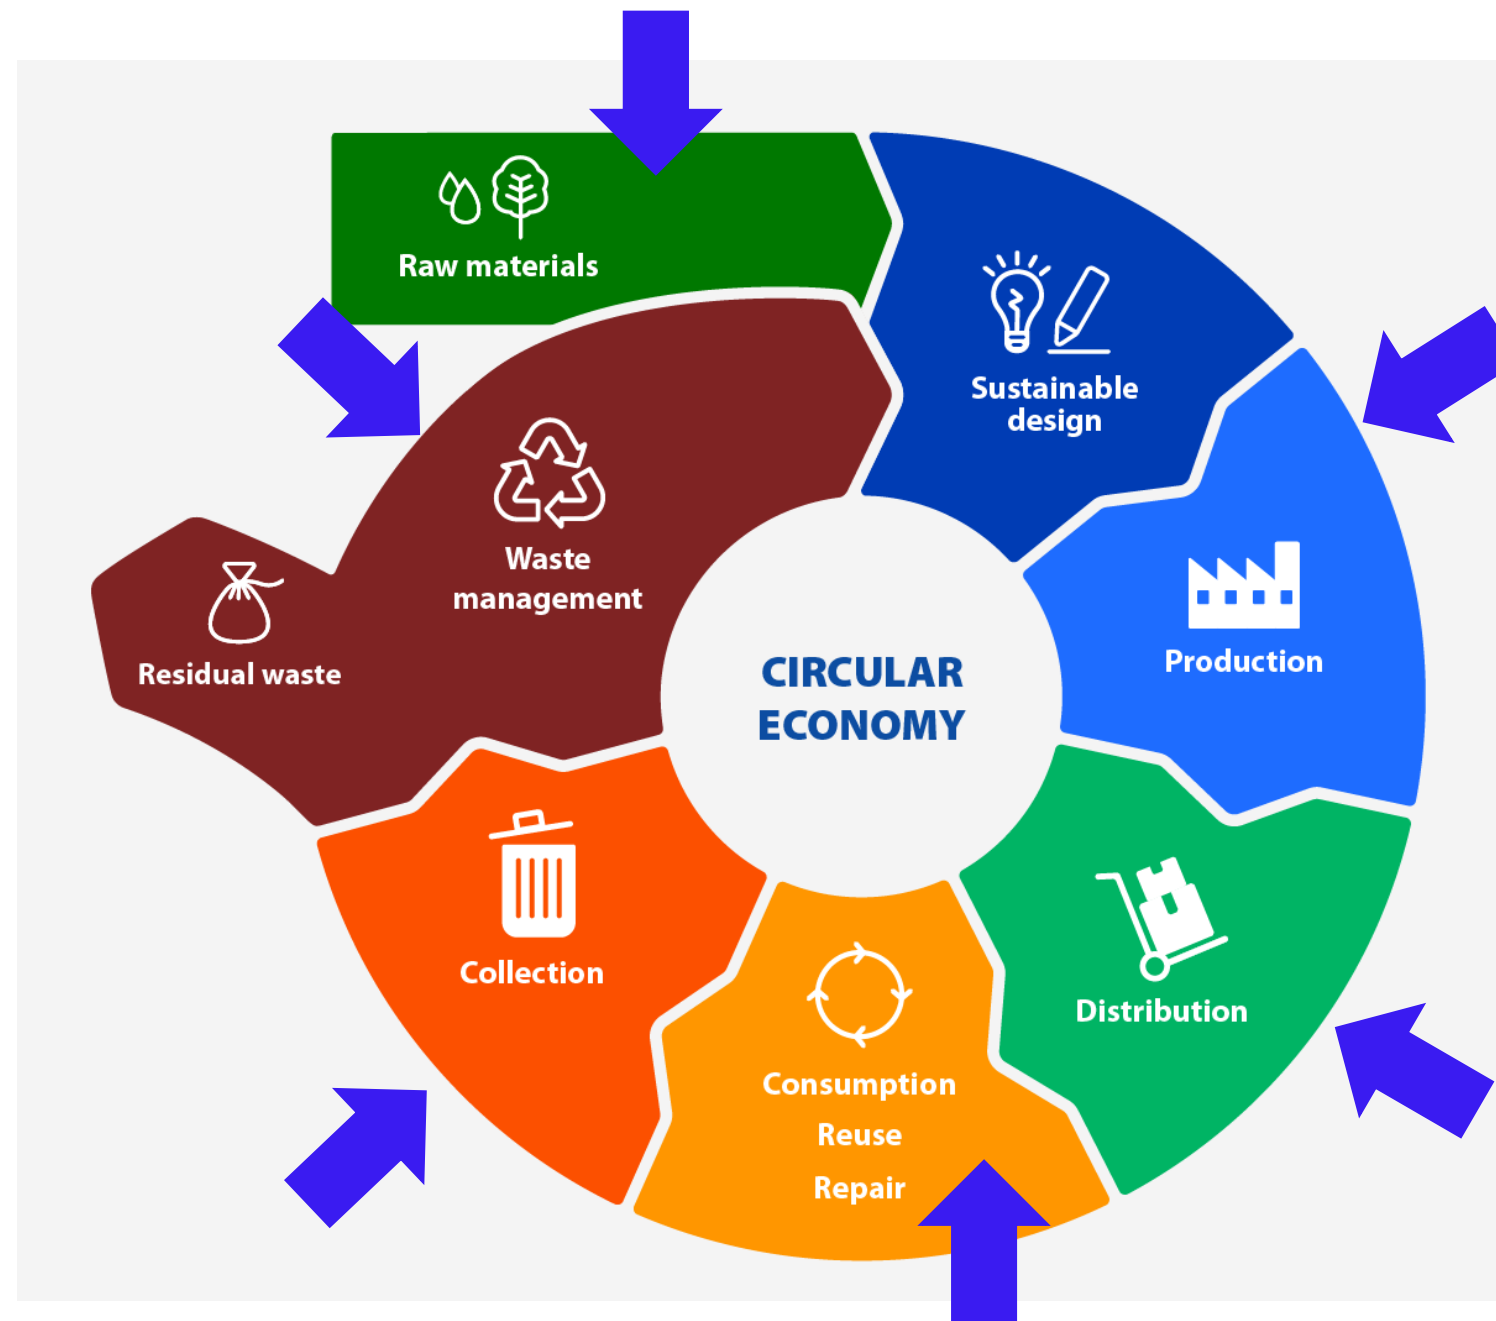 Raw materials
Sustainable
design
Production
Distribution
Consumption
Reuse
Repair
Collection
Waste
management
Residual waste
CIRCULAR
ECONOMY